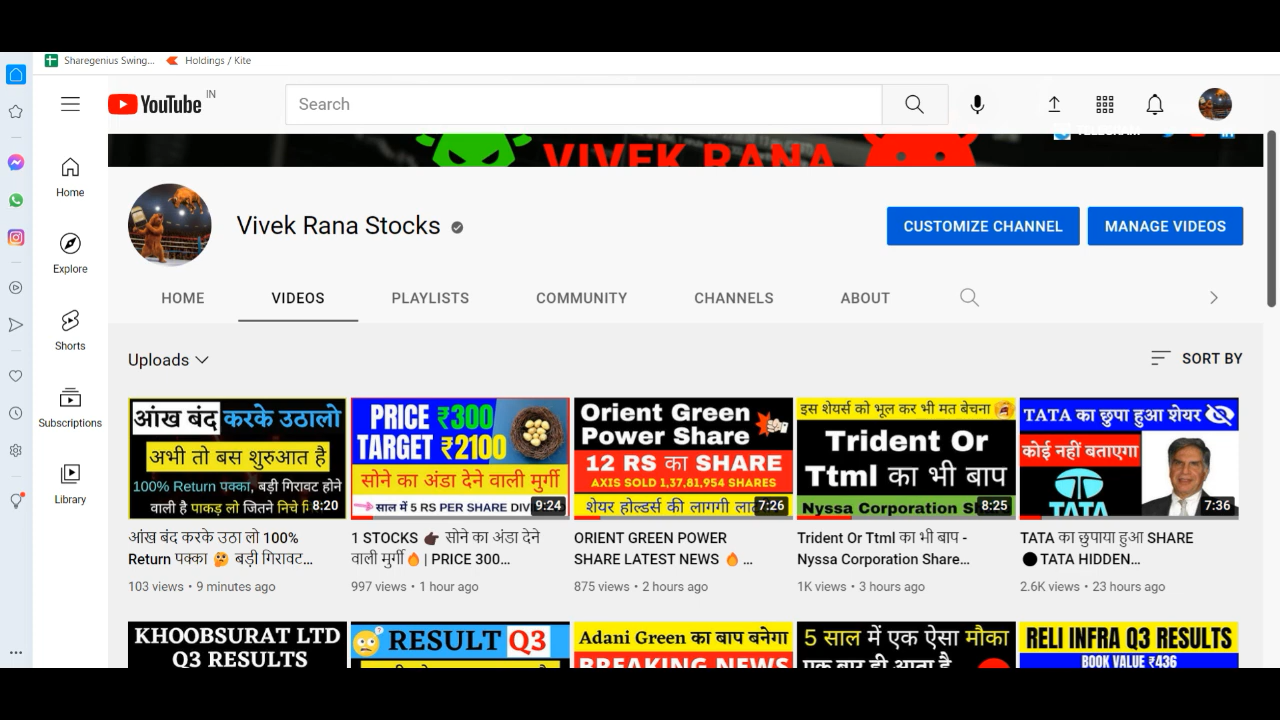 Sharegenius Swing...
Holdings / Kite
YouTube IN
Search
VIVEK RANA
Home
Explore
Shorts
Subscriptions
Library
Vivek Rana Stocks
CUSTOMIZE CHANNEL
MANAGE VIDEOS
HOME
VIDEOS
PLAYLISTS
COMMUNITY
CHANNELS
ABOUT
Uploads
SORT BY
आंख बंद करके उठालो
अभी तो बस शुरुआत है
100% Return पक्का, बड़ी गिरावट होने
वाली है पाकड़ लो जितने निचे
8:20
आंख बंद करके उठा लो 100%
Return पक्का 🤔 बड़ी गिरावट...
103 views • 9 minutes ago
PRICE ₹300
TARGET ₹2100
सोने का अंडा देने वाली मुर्गी
साल में 5 RS PER SHARE DIV
9:24
1 STOCKS 👉🏿 सोने का अंडा देने
वाली मुर्गी🔥 | PRICE 300...
997 views • 1 hour ago
Orient Green
Power Share
12 RS का SHARE
AXIS SOLD 1,37,81,954 SHARES
शेयर होल्डर्स की लागगी
7:26
ORIENT GREEN POWER
SHARE LATEST NEWS 🔥 ...
875 views • 2 hours ago
इस शेयर्स को भूल कर भी मत बेचना
Trident Or
Ttml का भी बाप
Nyssa Corporation
8:25
Trident Or Ttml का भी बाप -
Nyssa Corporation Share...
1K views • 3 hours ago
TATA का छुपा हुआ शेयर
कोई नहीं बताएगा
TATA
7:36
TATA का छुपाया हुआ SHARE
⚫TATA HIDDEN...
2.6K views • 23 hours ago
KHOOBSURAT LTD
Q3 RESULTS
RESULT Q3
Adani Green का बाप बनेगा
BREAKING NEWS
5 साल में एक ऐसा मौका
एक बार ही आता है
RELI INFRA Q3 RESULTS
BOOK VALUE ₹436